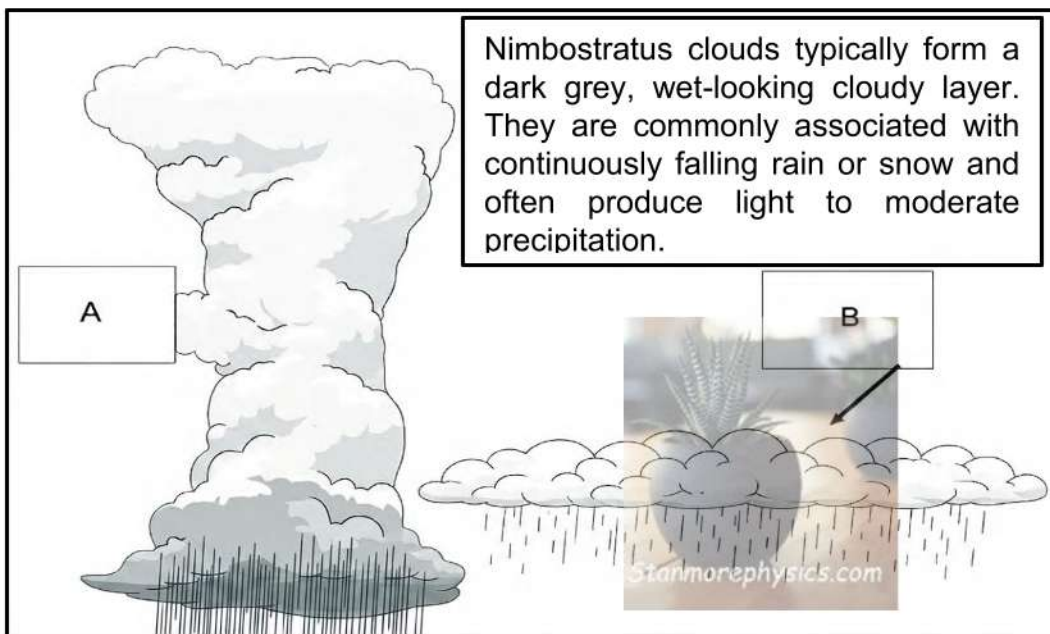 Nimbostratus clouds typically form a
dark grey, wet-looking cloudy layer.
They are commonly associated with
continuously falling rain or snow and
often produce light to moderate
precipitation.
A
B
Stanmorephysics.com